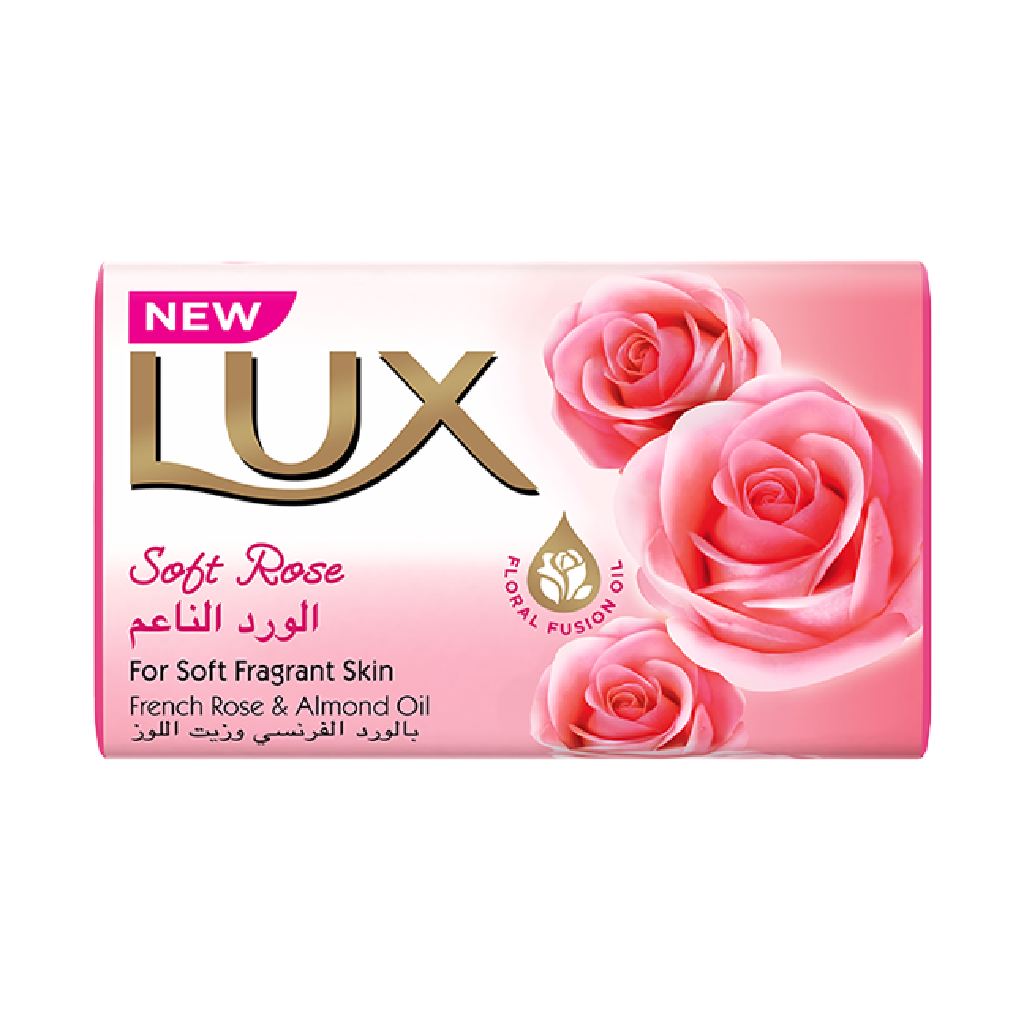 NEW
LUX
Soft Rose
الورد الناعم
For Soft Fragrant Skin
French Rose & Almond Oil
بالورد الفرنسي وزيت اللوز
FLORAL FUSION OIL